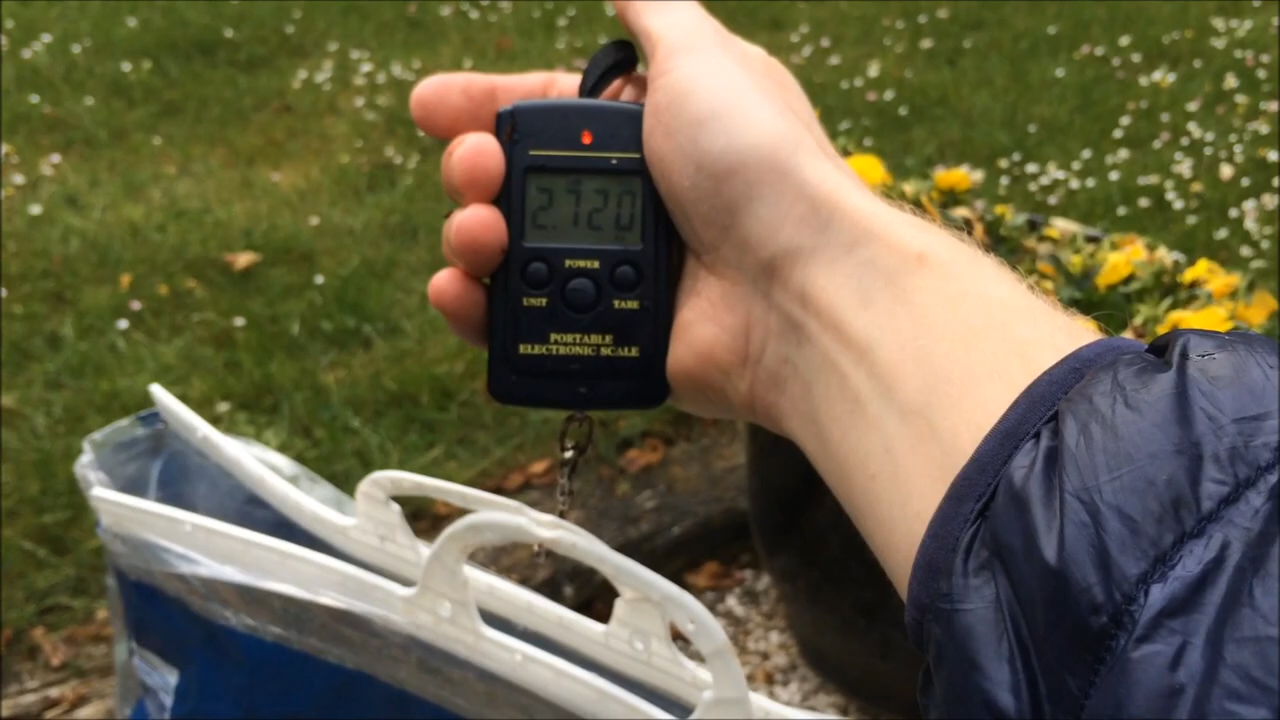 2.720
POWER
UNIT
TARE
PORTABLE
ELECTRONIC SCALE